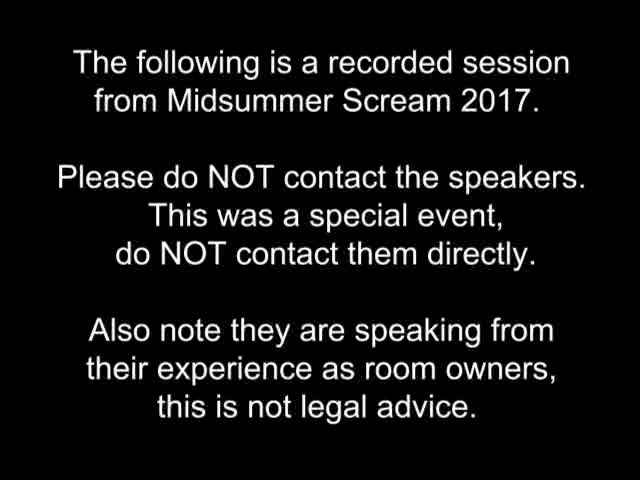 The following is a recorded session
from Midsummer Scream 2017.
Please do NOT contact the speakers.
This was a special event,
do NOT contact them directly.
Also note they are speaking from
their experience as room owners,
this is not legal advice.